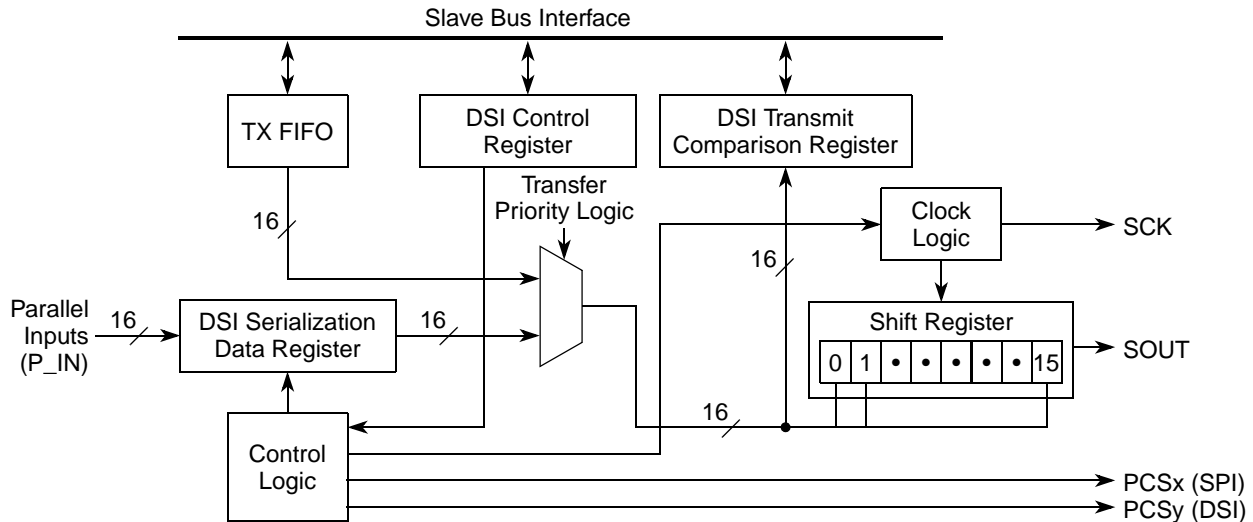 Slave Bus Interface
TX FIFO
DSI Control
Register
DSI Transmit
Comparison Register
Transfer
Priority Logic
16
Clock
Logic
SCK
16
Parallel
Inputs
(P_IN)
16
DSI Serialization
Data Register
16
Shift Register
0 1 • • • • • 15
SOUT
16
Control
Logic
PCSx (SPI)
PCSy (DSI)